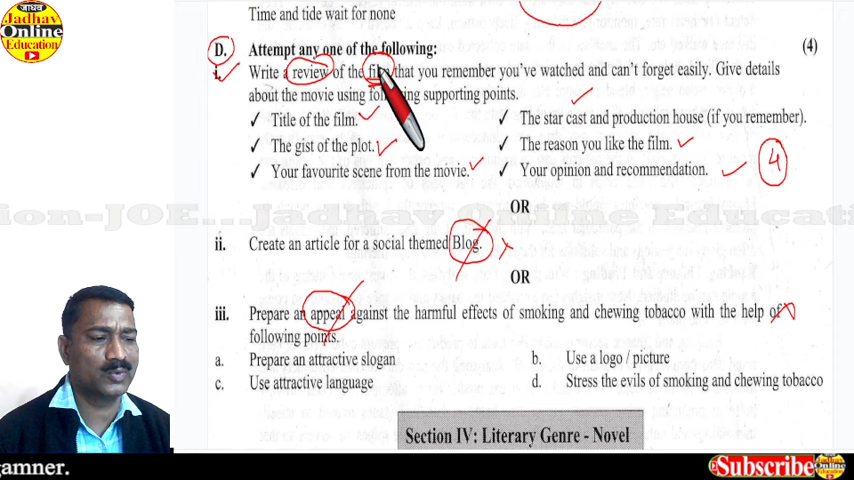 जाधव
Jadhav
Online
Education
Time and tide wait for none
D. Attempt any one of the following: (4)
i. Write a review of the film that you remember you've watched and can't forget easily. Give details
about the movie using following supporting points.
✓ Title of the film. ✓ The star cast and production house (if you remember).
✓ The gist of the plot. ✓ The reason you like the film.
✓ Your favourite scene from the movie. ✓ Your opinion and recommendation. 4
OR
ion-JOE...Jadhav Online Educatio
ii. Create an article for a social themed Blog.
OR
iii. Prepare an appeal against the harmful effects of smoking and chewing tobacco with the help of
following points.
a. Prepare an attractive slogan b. Use a logo / picture
c. Use attractive language d. Stress the evils of smoking and chewing tobacco
Section IV: Literary Genre - Novel
gamner.
Subscribe